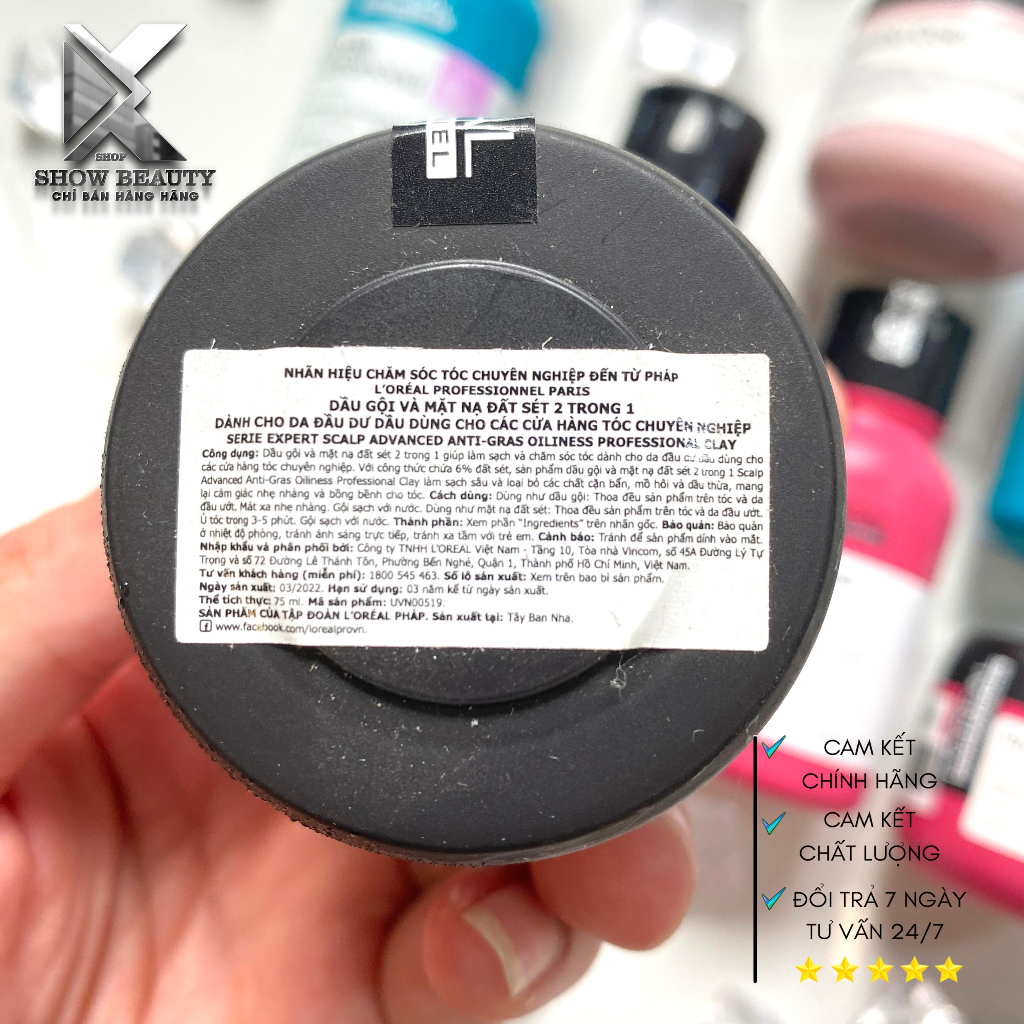 SHOP
SHOW BEAUTY
CHỈ BÁN HÀNG HÃNG
NHÃN HIỆU CHĂM SÓC TÓC CHUYÊN NGHIỆP ĐẾN TỪ PHÁP
L'ORÉAL PROFESSIONNEL PARIS
DẦU GỘI VÀ MẶT NẠ ĐẤT SÉT 2 TRONG 1
DÀNH CHO DA ĐẦU DƯ DẦU DÙNG CHO CÁC CỬA HÀNG TÓC CHUYÊN NGHIỆP
SERIE EXPERT SCALP ADVANCED ANTI-GRAS OILINESS PROFESSIONAL CLAY
Công dụng: Dầu gội và mặt nạ đất sét 2 trong 1 giúp làm sạch và chăm sóc tóc dành cho da đầu dư dầu dùng cho
các cửa hàng tóc chuyên nghiệp. Với công thức chứa 6% đất sét, sản phẩm dầu gội và mặt nạ đất sét 2 trong 1 Scalp
Advanced Anti-Gras Oiliness Professional Clay làm sạch sâu và loại bỏ các chất cặn bẩn, mồ hôi và dầu thừa, mang
lại cảm giác nhẹ nhàng và bồng bềnh cho tóc. Cách dùng: Dùng như dầu gội: Thoa đều sản phẩm trên tóc và da
đầu ướt. Mát xa nhẹ nhàng. Gội sạch với nước. Dùng như mặt nạ đất sét: Thoa đều sản phẩm trên tóc và da đầu ướt.
Ủ tóc trong 3-5 phút. Gội sạch với nước. Thành phần: Xem phần "Ingredients" trên nhãn gốc. Bảo quản: Bảo quản
ở nhiệt độ phòng, tránh ánh sáng trực tiếp, tránh xa tầm với trẻ em. Cảnh báo: Tránh để sản phẩm dính vào mắt.
Nhập khẩu và phân phối bởi: Công ty TNHH L'OREAL Việt Nam - Tầng 10, Tòa nhà Vincom, số 45A Đường Lý Tự
Trọng và số 72 Đường Lê Thánh Tôn, Phường Bến Nghé, Quận 1, Thành phố Hồ Chí Minh, Việt Nam.
Tư vấn khách hàng (miễn phí): 1800 545 463. Số lô sản xuất: Xem trên bao bì sản phẩm.
Ngày sản xuất: 03/2022. Hạn sử dụng: 03 năm kể từ ngày sản xuất.
Thể tích thực: 75 ml. Mã sản phẩm: UVN00519.
SẢN PHẨM CỦA TẬP ĐOÀN L'ORÉAL PHÁP. Sản xuất tại: Tây Ban Nha.
www.facebook.com/lorealprovn.
CAM KẾT
CHÍNH HÃNG
CAM KẾT
CHẤT LƯỢNG
ĐỔI TRẢ 7 NGÀY
TƯ VẤN 24/7